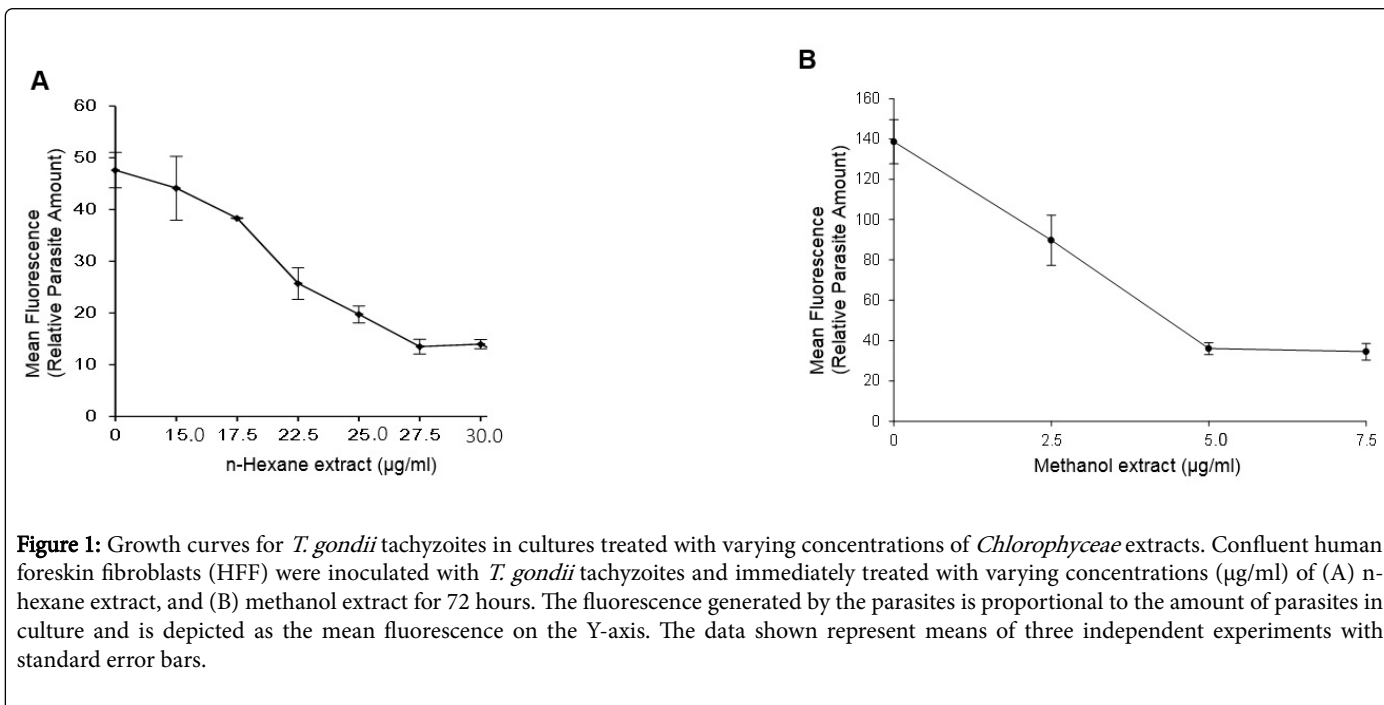 A
60
50
40
30
20
10
0
Mean Fluorescence
(Relative Parasite Amount)
0 15.0 17.5 22.5 25.0 27.5 30.0
n-Hexane extract (µg/ml)
B
160
140
120
100
80
60
40
20
0
Mean Fluorescence
(Relative Parasite Amount)
0 2.5 5.0 7.5
Methanol extract (µg/ml)
Figure 1: Growth curves for T. gondii tachyzoites in cultures treated with varying concentrations of Chlorophyceae extracts. Confluent human
foreskin fibroblasts (HFF) were inoculated with T. gondii tachyzoites and immediately treated with varying concentrations (µg/ml) of (A) n-
hexane extract, and (B) methanol extract for 72 hours. The fluorescence generated by the parasites is proportional to the amount of parasites in
culture and is depicted as the mean fluorescence on the Y-axis. The data shown represent means of three independent experiments with
standard error bars.